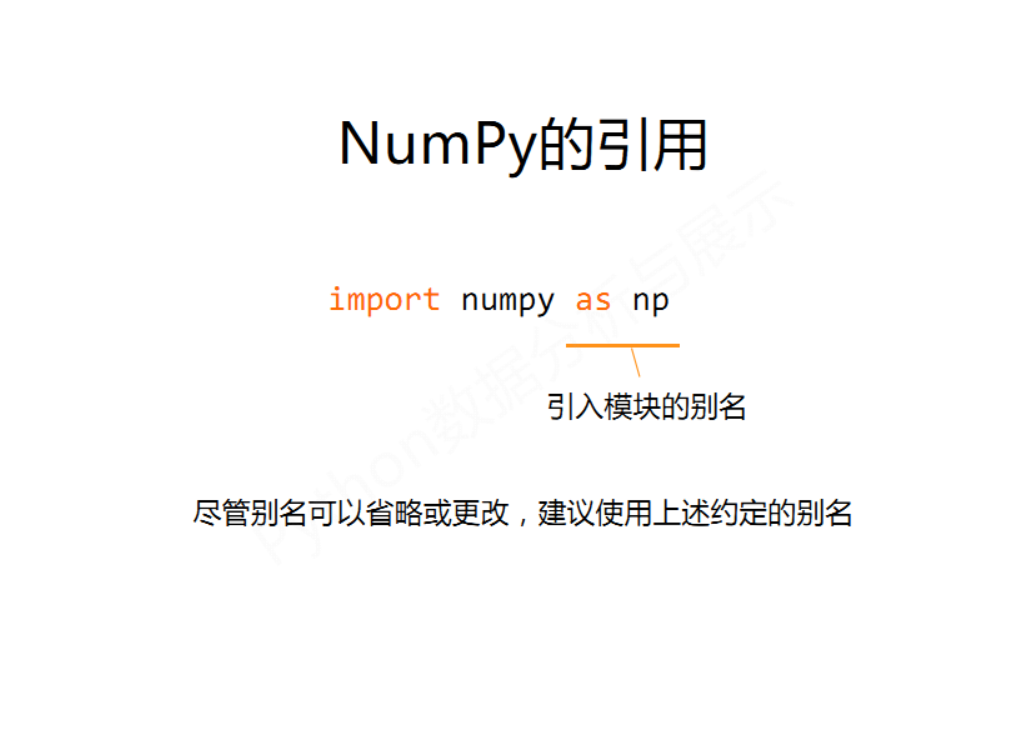 NumPy的引用
import numpy as np
引入模块的别名
尽管别名可以省略或更改，建议使用上述约定的别名
Python数据分析与展示